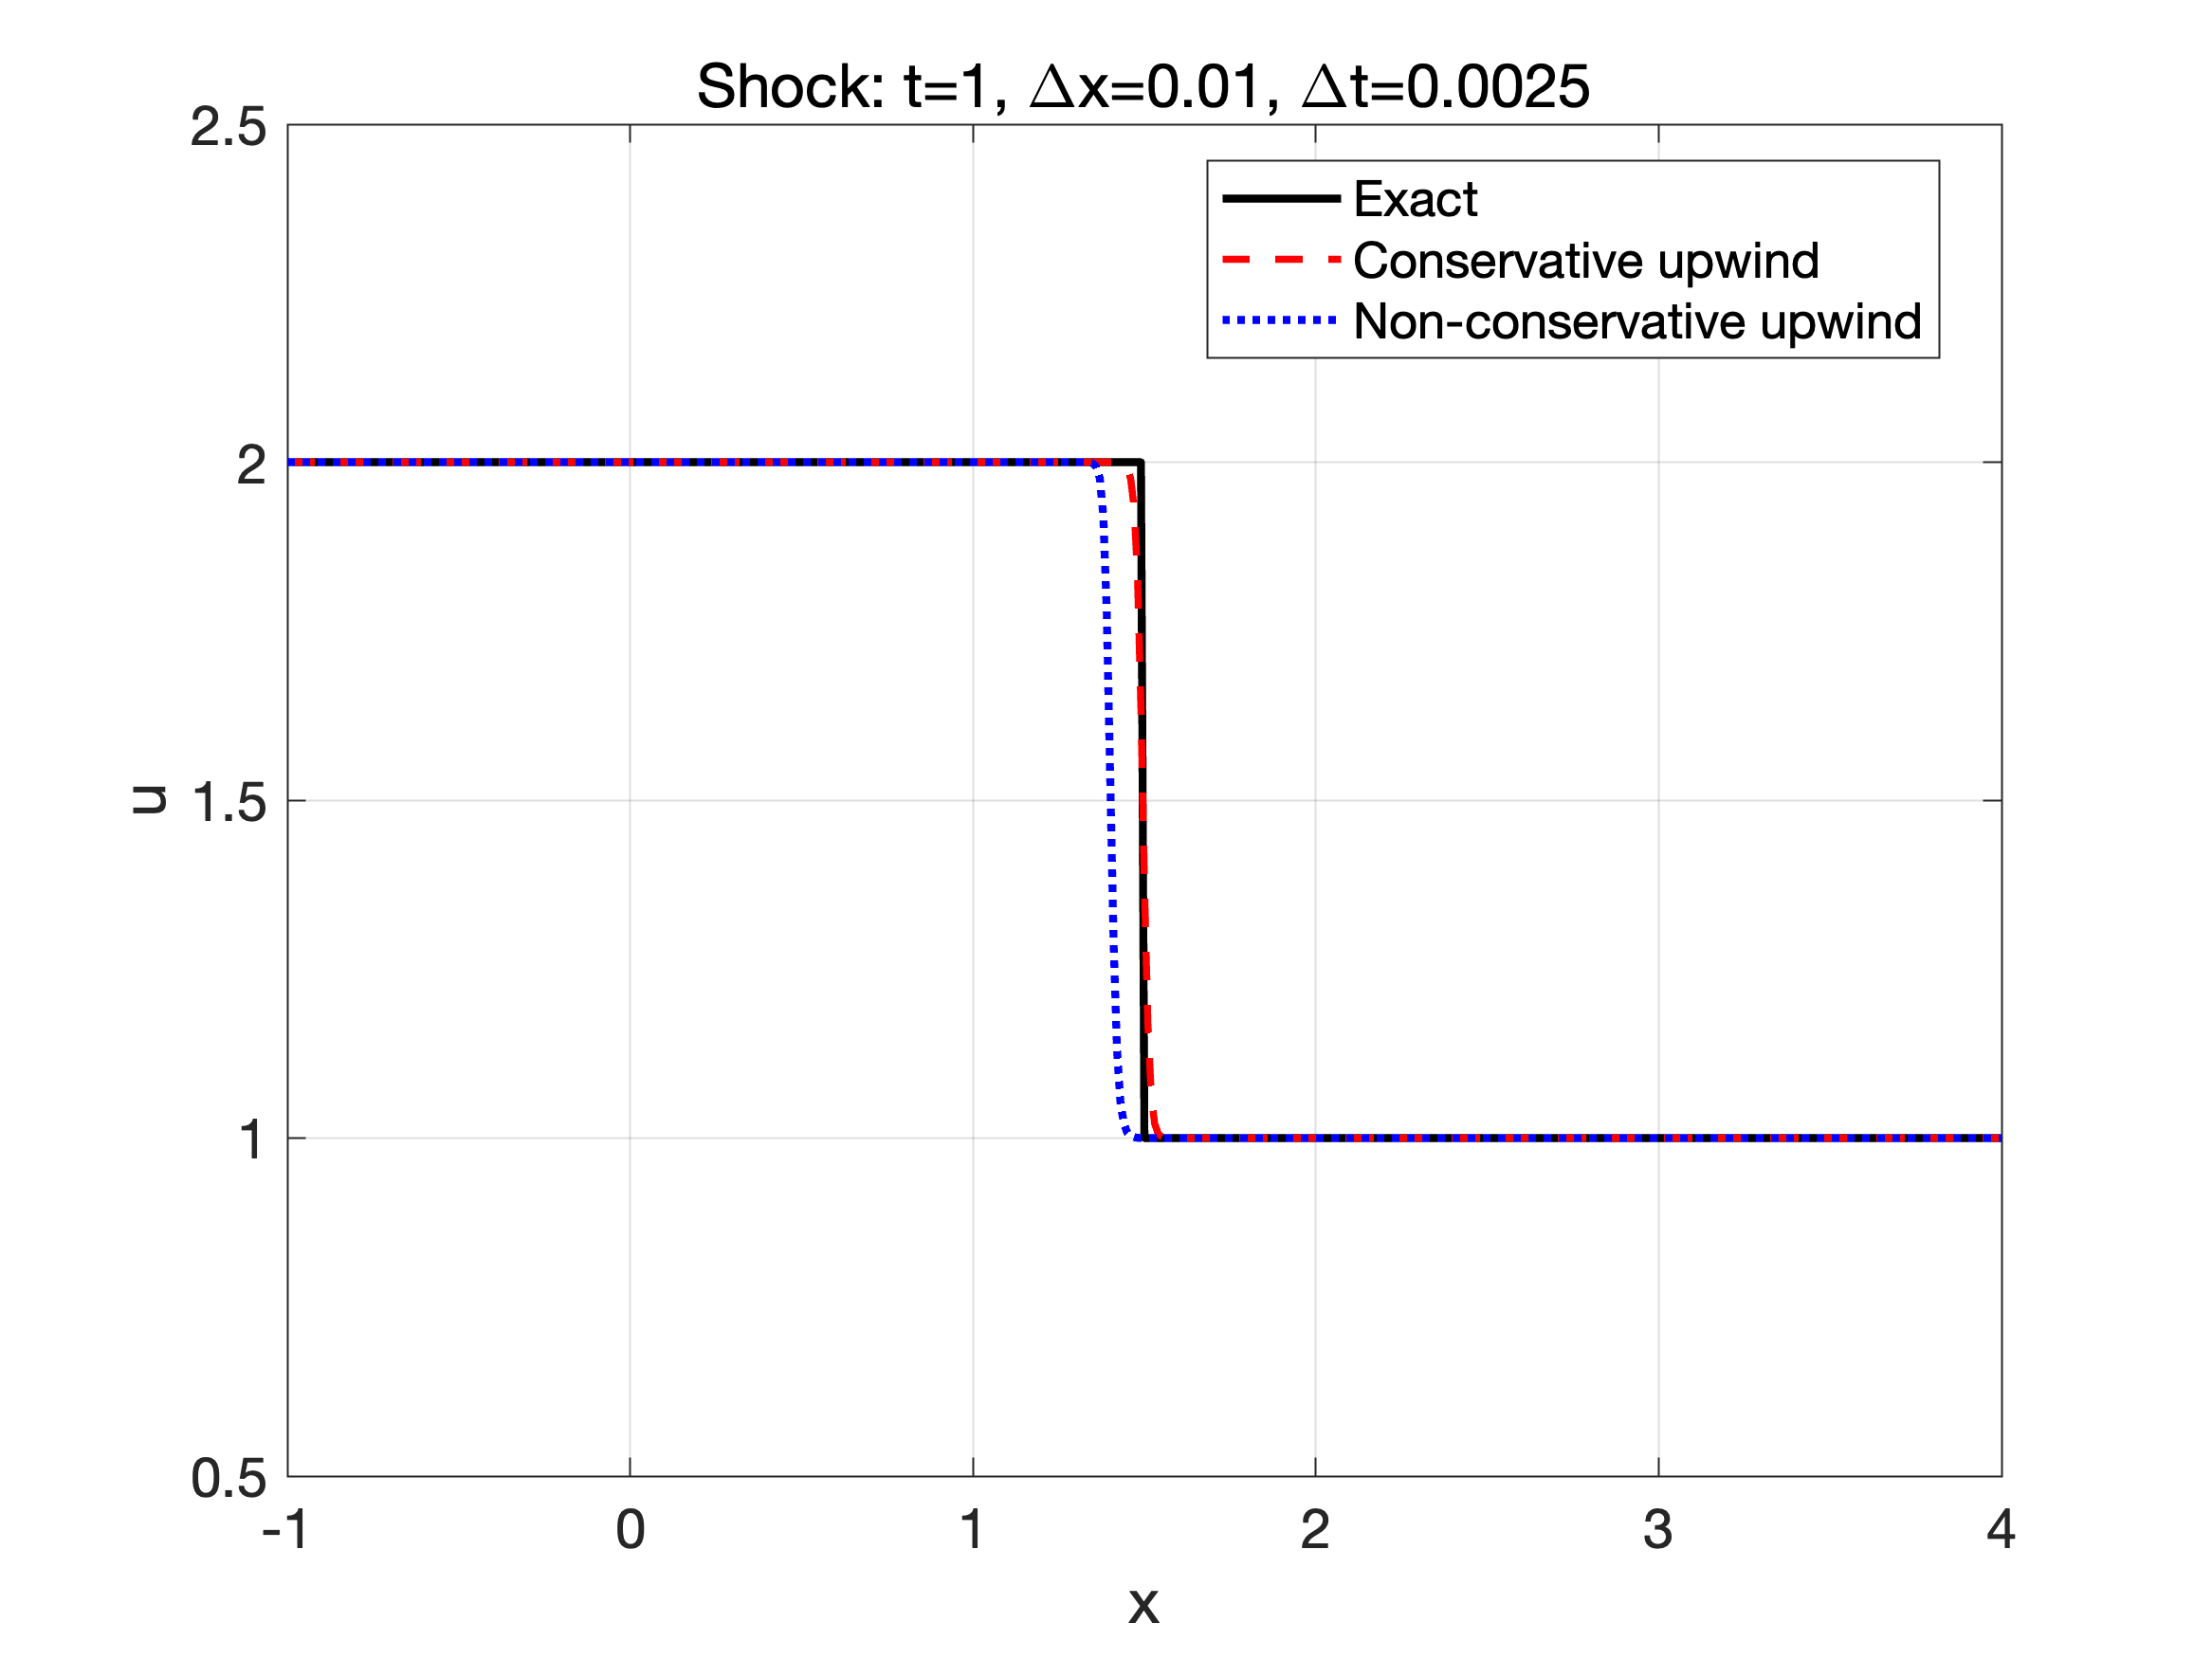 Shock: t=1, Δx=0.01, Δt=0.0025
2.5
Exact
Conservative upwind
Non-conservative upwind
2
u
1.5
1
0.5
-1 0 1 2 3 4
x